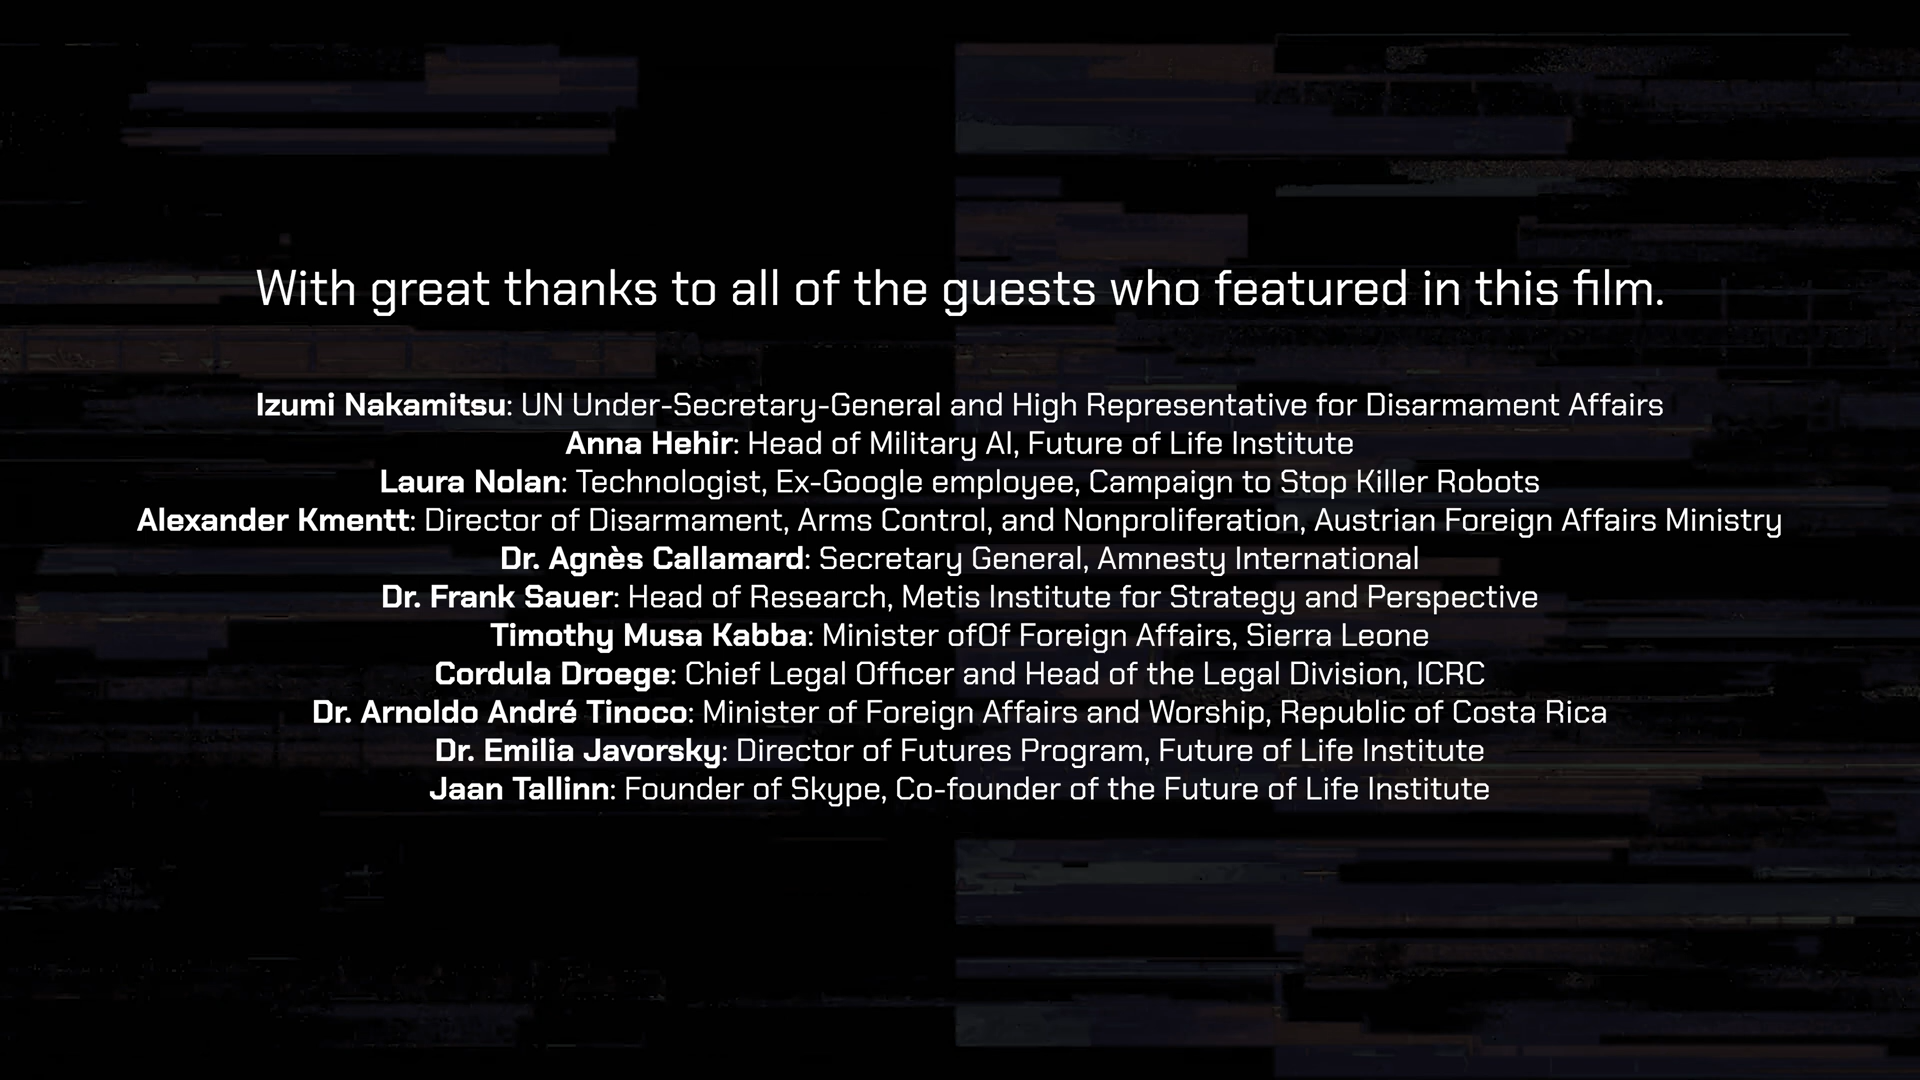 With great thanks to all of the guests who featured in this film.
Izumi Nakamitsu: UN Under-Secretary-General and High Representative for Disarmament Affairs
Anna Hehir: Head of Military AI, Future of Life Institute
Laura Nolan: Technologist, Ex-Google employee, Campaign to Stop Killer Robots
Alexander Kmentt: Director of Disarmament, Arms Control, and Nonproliferation, Austrian Foreign Affairs Ministry
Dr. Agnès Callamard: Secretary General, Amnesty International
Dr. Frank Sauer: Head of Research, Metis Institute for Strategy and Perspective
Timothy Musa Kabba: Minister ofOf Foreign Affairs, Sierra Leone
Cordula Droege: Chief Legal Officer and Head of the Legal Division, ICRC
Dr. Arnoldo André Tinoco: Minister of Foreign Affairs and Worship, Republic of Costa Rica
Dr. Emilia Javorsky: Director of Futures Program, Future of Life Institute
Jaan Tallinn: Founder of Skype, Co-founder of the Future of Life Institute